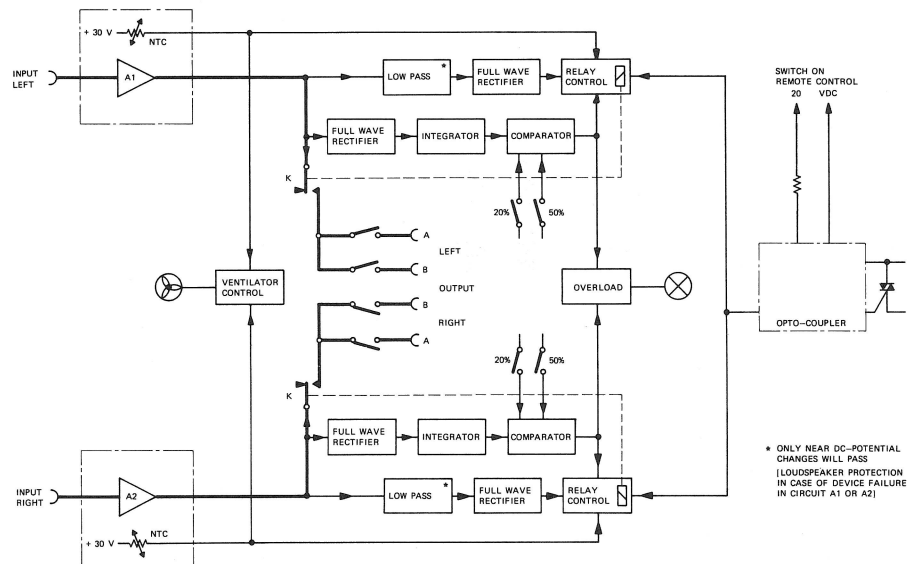 + 30 V
NTC
INPUT
LEFT
A1
LOW PASS *
FULL WAVE
RECTIFIER
RELAY
CONTROL
SWITCH ON
REMOTE CONTROL
20 VDC
FULL WAVE
RECTIFIER
INTEGRATOR
COMPARATOR
K
20% 50%
A
LEFT
B
VENTILATOR
CONTROL
OUTPUT
OVERLOAD
B
RIGHT
A
OPTO-COUPLER
20% 50%
K
FULL WAVE
RECTIFIER
INTEGRATOR
COMPARATOR
* ONLY NEAR DC-POTENTIAL
CHANGES WILL PASS
[LOUDSPEAKER PROTECTION
IN CASE OF DEVICE FAILURE
IN CIRCUIT A1 OR A2]
INPUT
RIGHT
A2
LOW PASS *
FULL WAVE
RECTIFIER
RELAY
CONTROL
+ 30 V
NTC